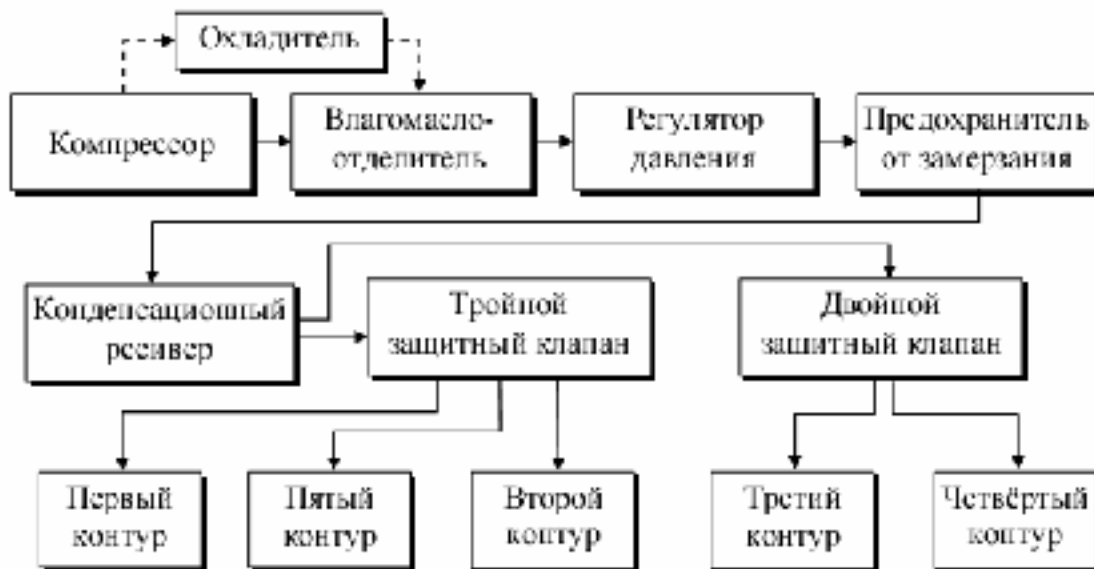 Охладитель
Компрессор
Влагомасло-
отделитель
Регулятор
давления
Предохранитель
от замерзания
Конденсационный
ресивер
Тройной
защитный клапан
Двойной
защитный клапан
Первый
контур
Пятый
контур
Второй
контур
Третий
контур
Четвёртый
контур